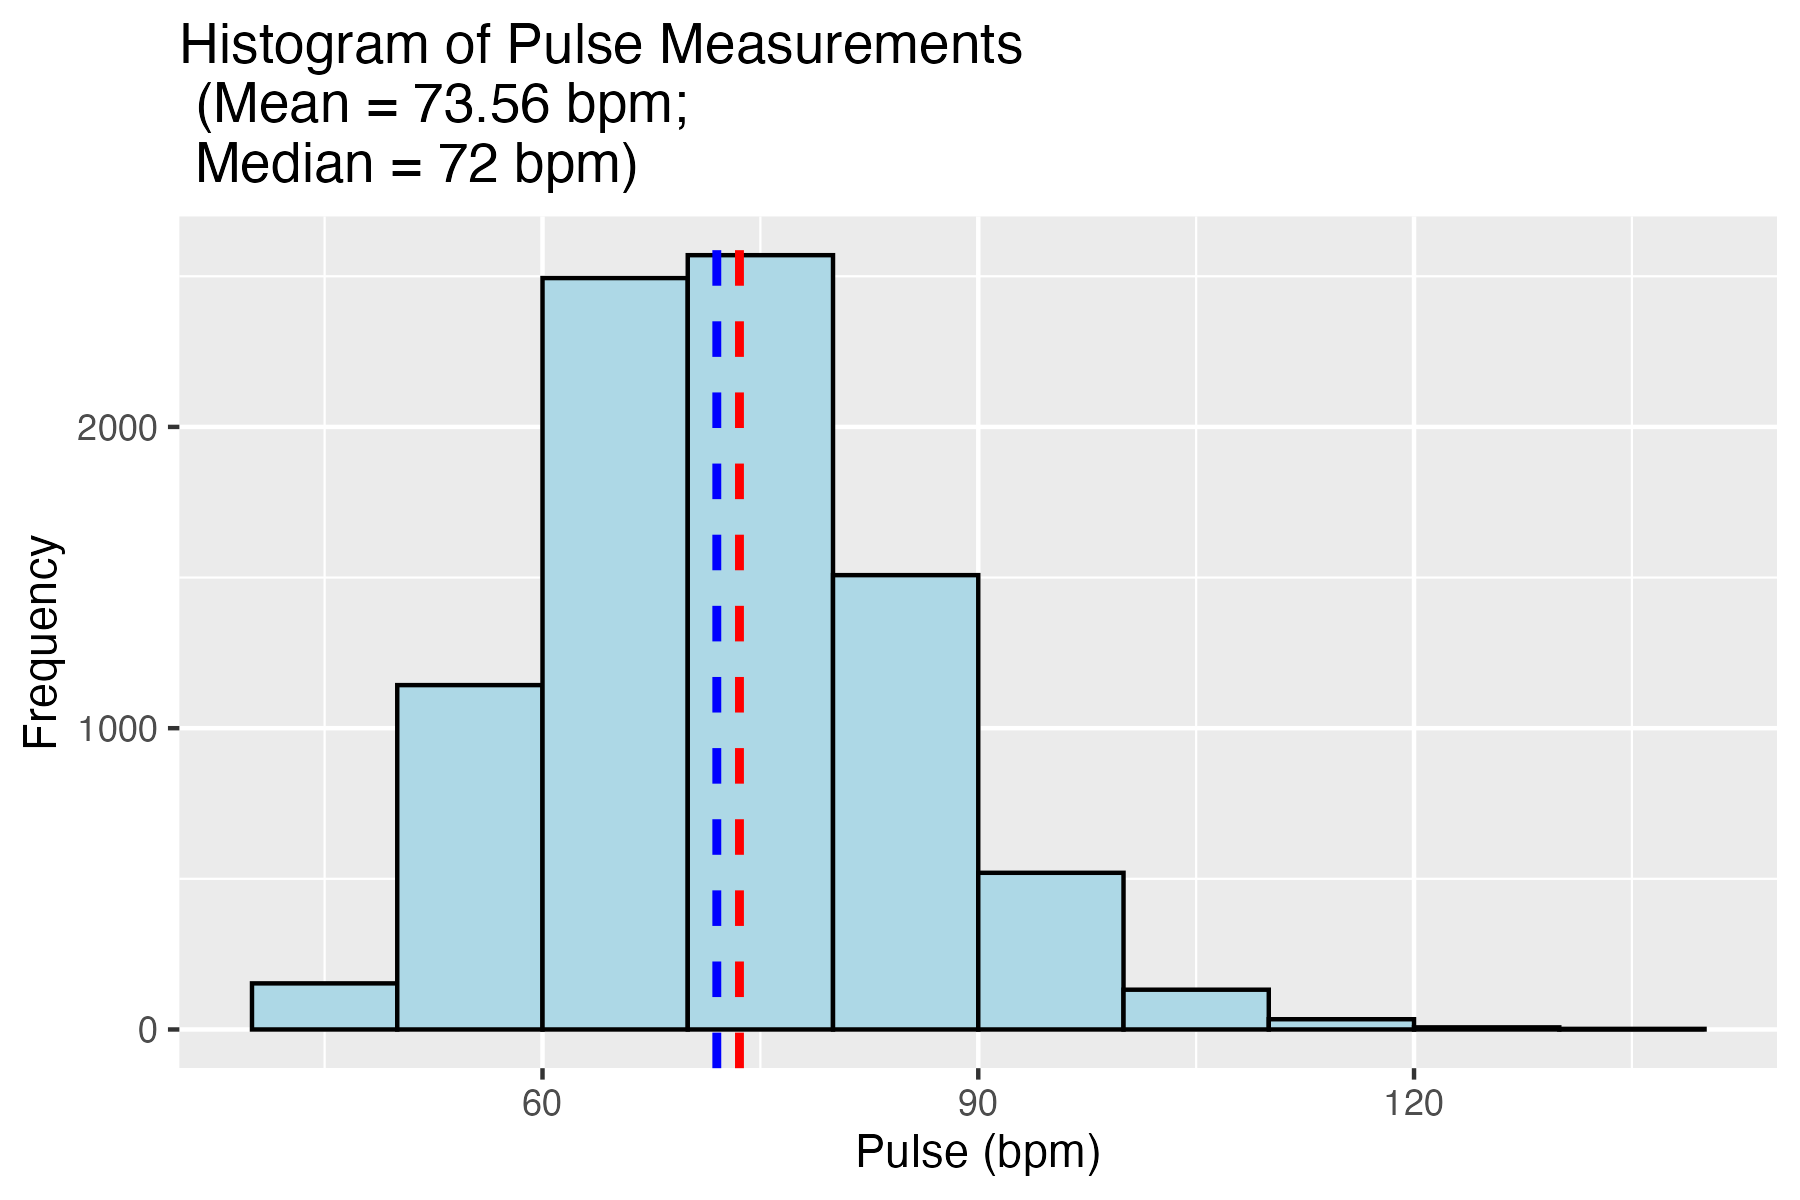 Histogram of Pulse Measurements
(Mean = 73.56 bpm;
Median = 72 bpm)
Frequency
2000
1000
0
60
90
120
Pulse (bpm)